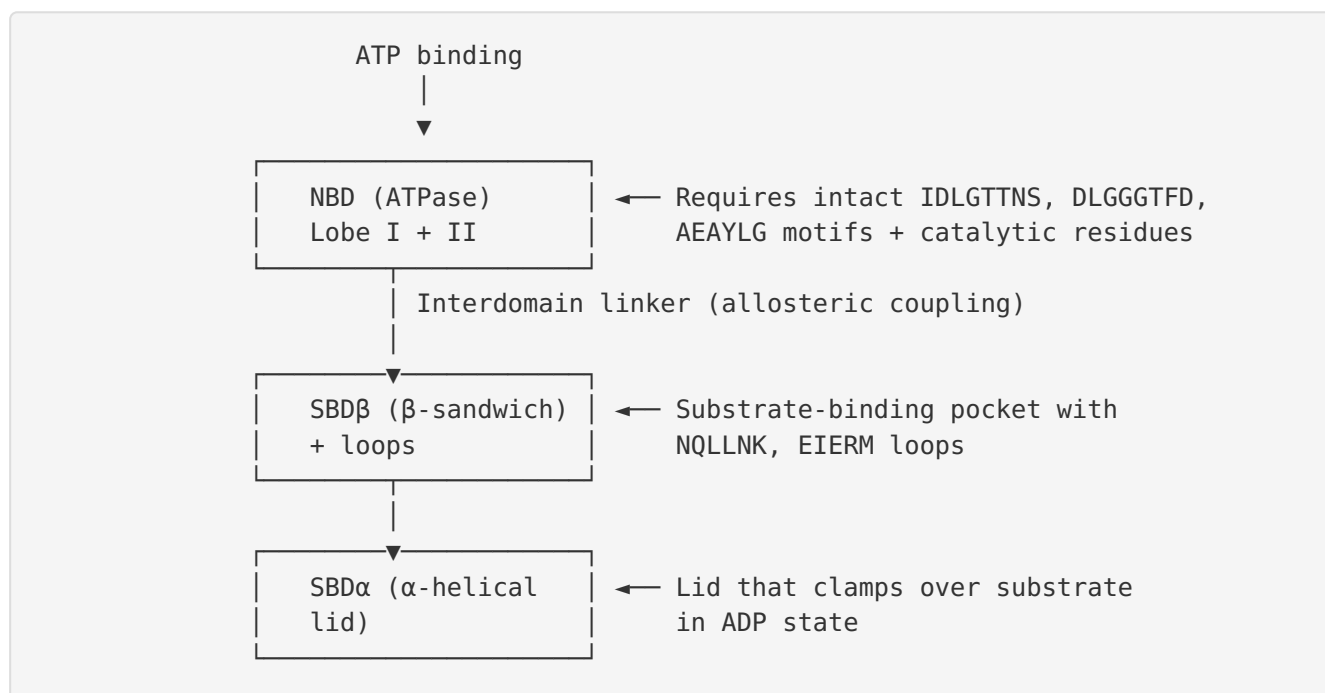 ATP binding
NBD (ATPase) ◄── Requires intact IDLGTTNS, DLGGGTFD,
Lobe I + II AEAYLG motifs + catalytic residues
Interdomain linker (allosteric coupling)
SBDβ (β-sandwich) ◄── Substrate-binding pocket with
+ loops NQLLNK, EIERM loops
SBDα (α-helical ◄── Lid that clamps over substrate
lid) in ADP state